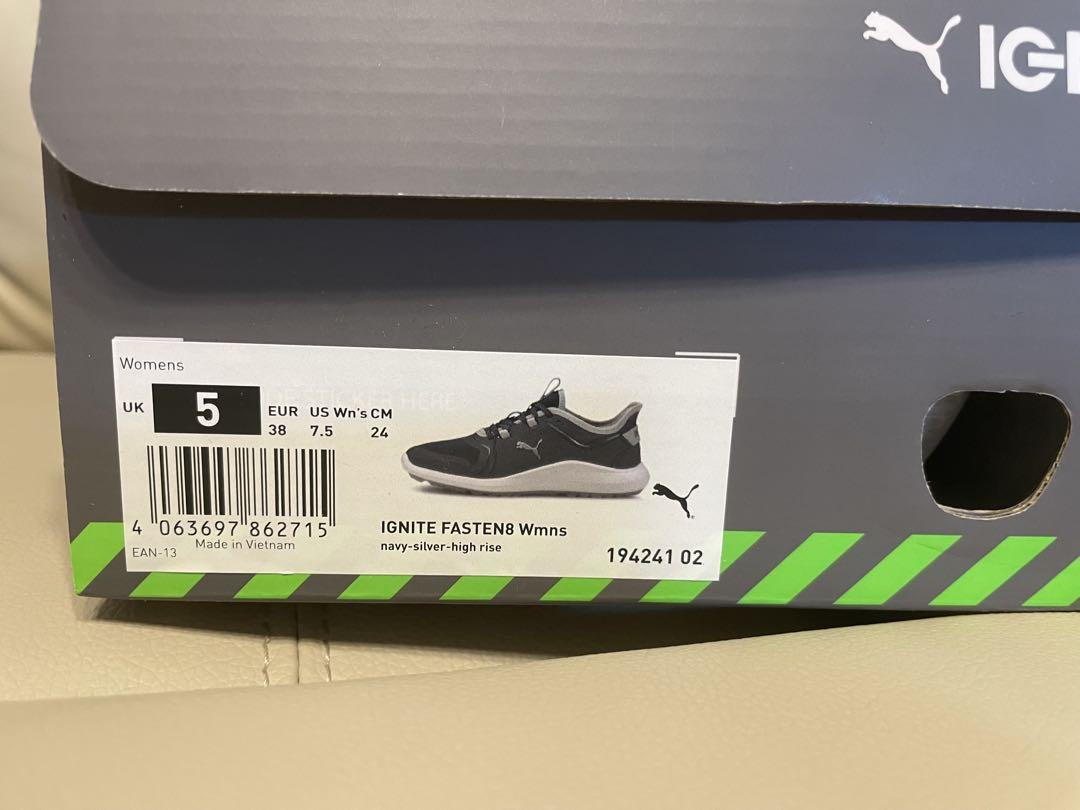 IG
Womens
UK 5
EUR US Wn's CM
38 7.5 24
4 063697 862715
EAN-13 Made in Vietnam
IGNITE FASTEN8 Wmns
navy-silver-high rise
194241 02